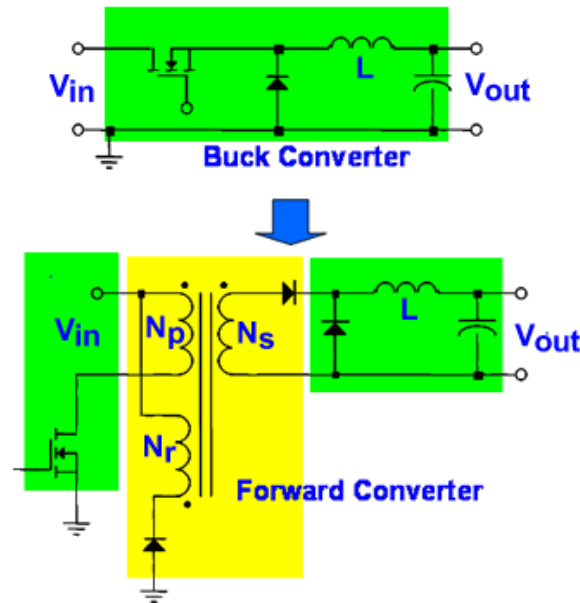 Vin
L
Vout
Buck Converter
Vin
Np
Ns
L
Vout
Nr
Forward Converter